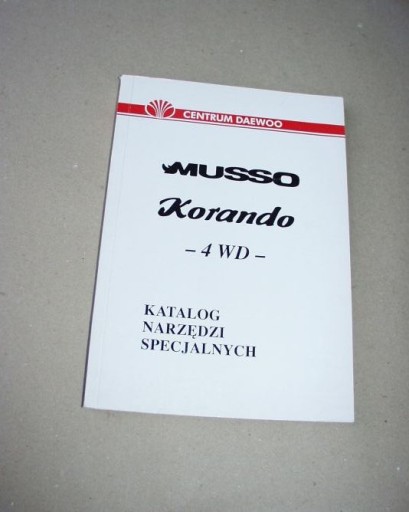 CENTRUM DAEWOO
MUSSO
Korando
– 4 WD –
KATALOG
NARZĘDZI
SPECJALNYCH